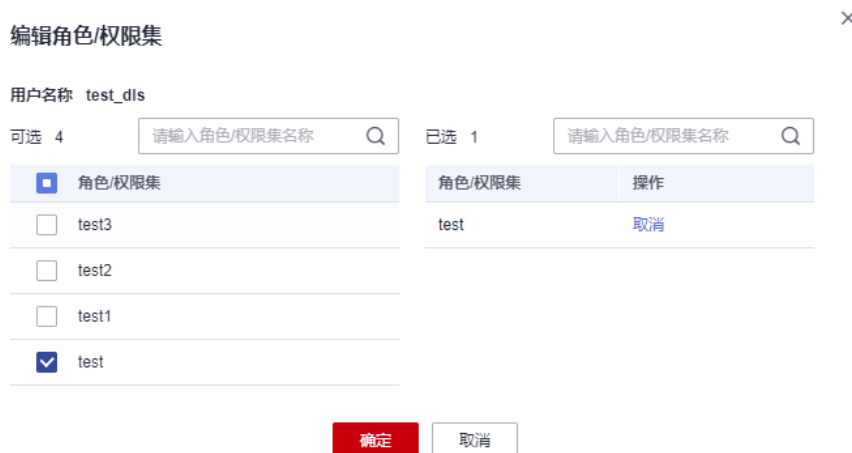 编辑角色/权限集
用户名称 test_dls
可选 4 请输入角色/权限集名称
已选 1 请输入角色/权限集名称
角色/权限集
test3
test2
test1
test
角色/权限集 操作
test 取消
确定 取消